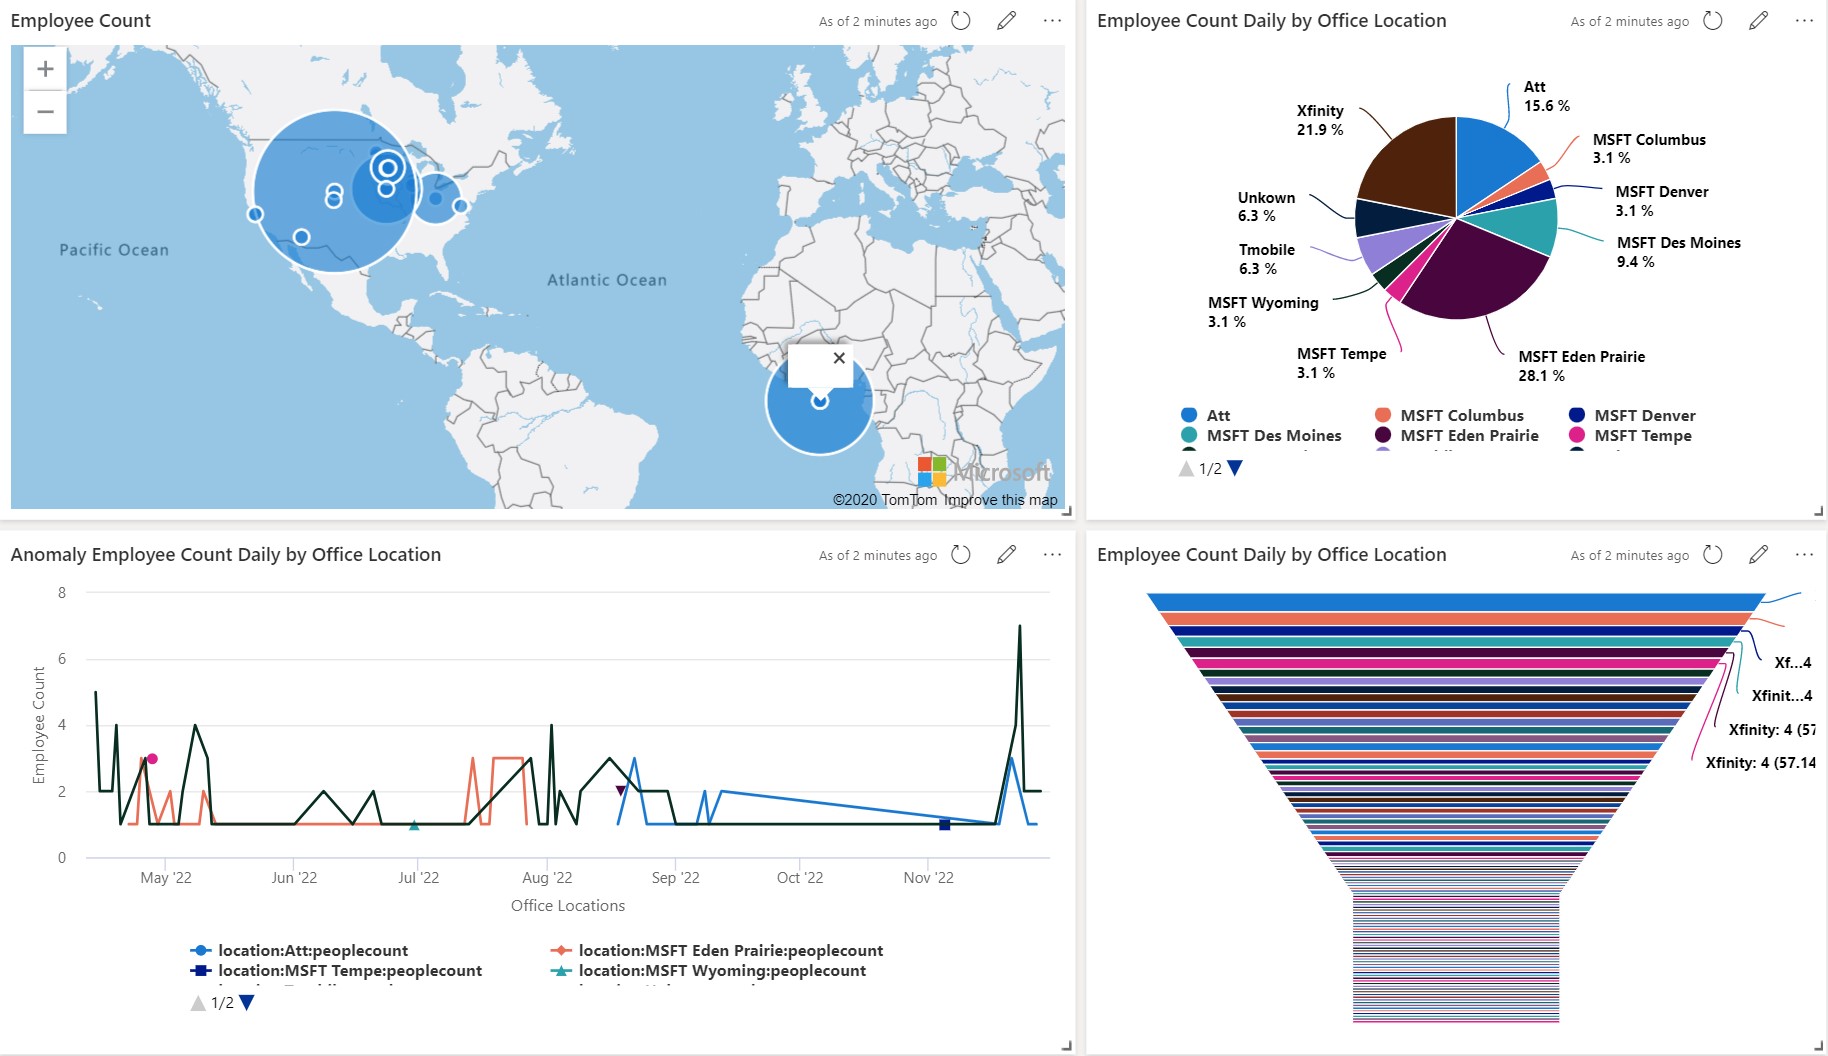 Employee Count
As of 2 minutes ago
+
−
Pacific Ocean
Atlantic Ocean
Microsoft
©2020 TomTom Improve this map
Employee Count Daily by Office Location
As of 2 minutes ago
Att
15.6 %
Xfinity
21.9 %
MSFT Columbus
3.1 %
MSFT Denver
3.1 %
Unkown
6.3 %
MSFT Des Moines
9.4 %
Tmobile
6.3 %
MSFT Wyoming
3.1 %
MSFT Tempe
3.1 %
MSFT Eden Prairie
28.1 %
Att MSFT Columbus MSFT Denver
MSFT Des Moines MSFT Eden Prairie MSFT Tempe
1/2
Anomaly Employee Count Daily by Office Location
As of 2 minutes ago
Employee Count
8
6
4
2
0
May '22 Jun '22 Jul '22 Aug '22 Sep '22 Oct '22 Nov '22
Office Locations
location:Att:peoplecount location:MSFT Eden Prairie:peoplecount
location:MSFT Tempe:peoplecount location:MSFT Wyoming:peoplecount
1/2
Employee Count Daily by Office Location
As of 2 minutes ago
Xf...4
Xfinit...4
Xfinity: 4 (57
Xfinity: 4 (57.14